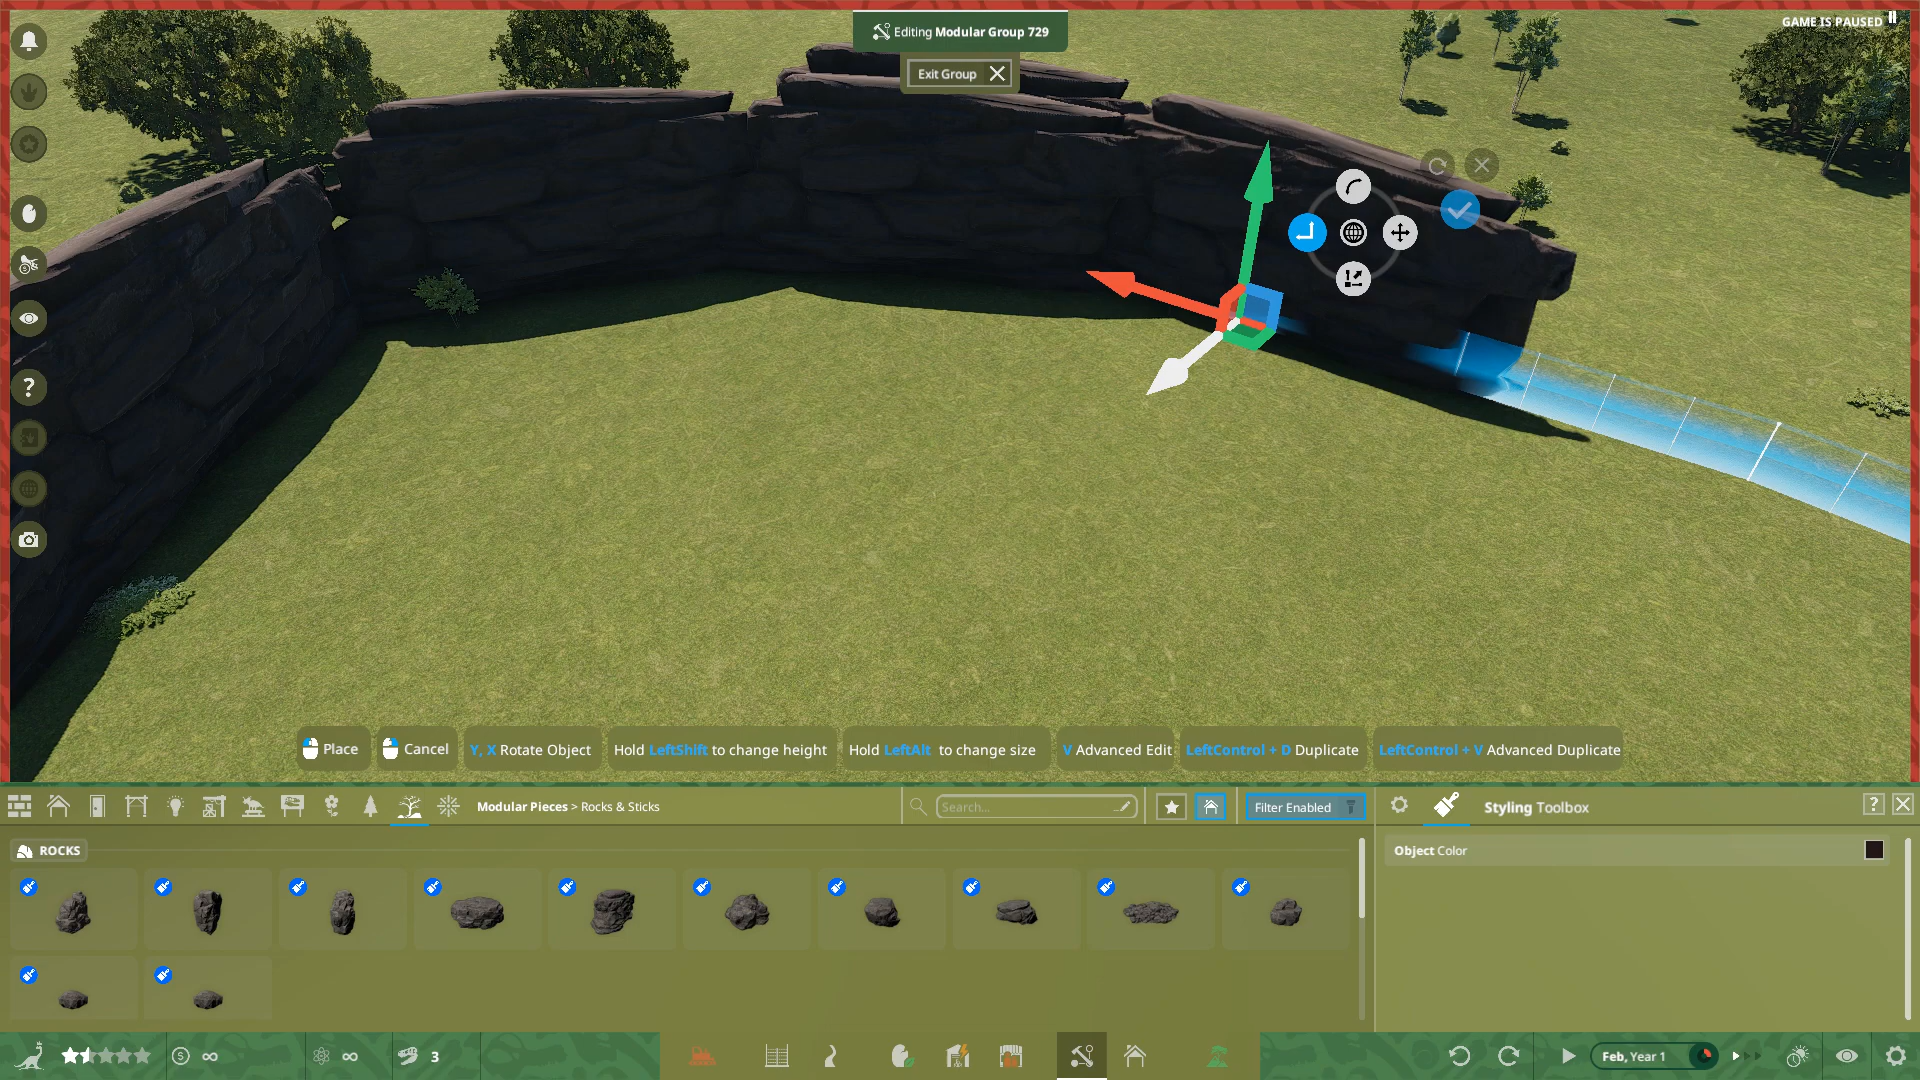 GAME IS PAUSED
Editing Modular Group 729
Exit Group
Place
Cancel
Y, X Rotate Object
Hold LeftShift to change height
Hold LeftAlt to change size
V Advanced Edit
LeftControl + D Duplicate
LeftControl + V Advanced Duplicate
Modular Pieces > Rocks & Sticks
Search...
Filter Enabled
Styling Toolbox
?
ROCKS
Object Color
∞
∞
3
Feb, Year 1